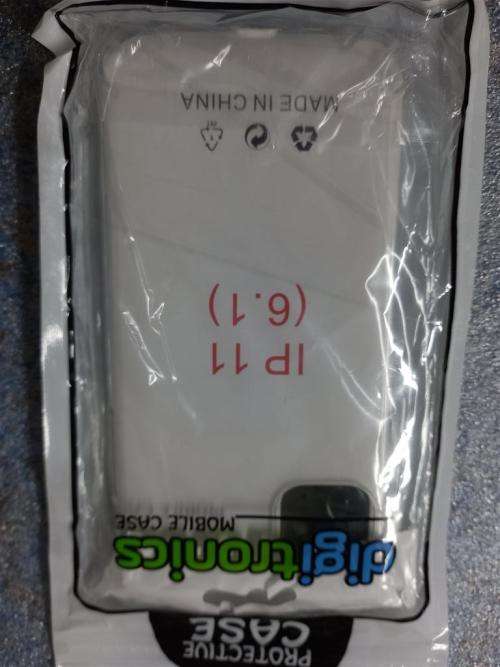 PROTECTIVE
CASE
digitronics
MOBILE CASE
IP 11
(6.1)
MADE IN CHINA